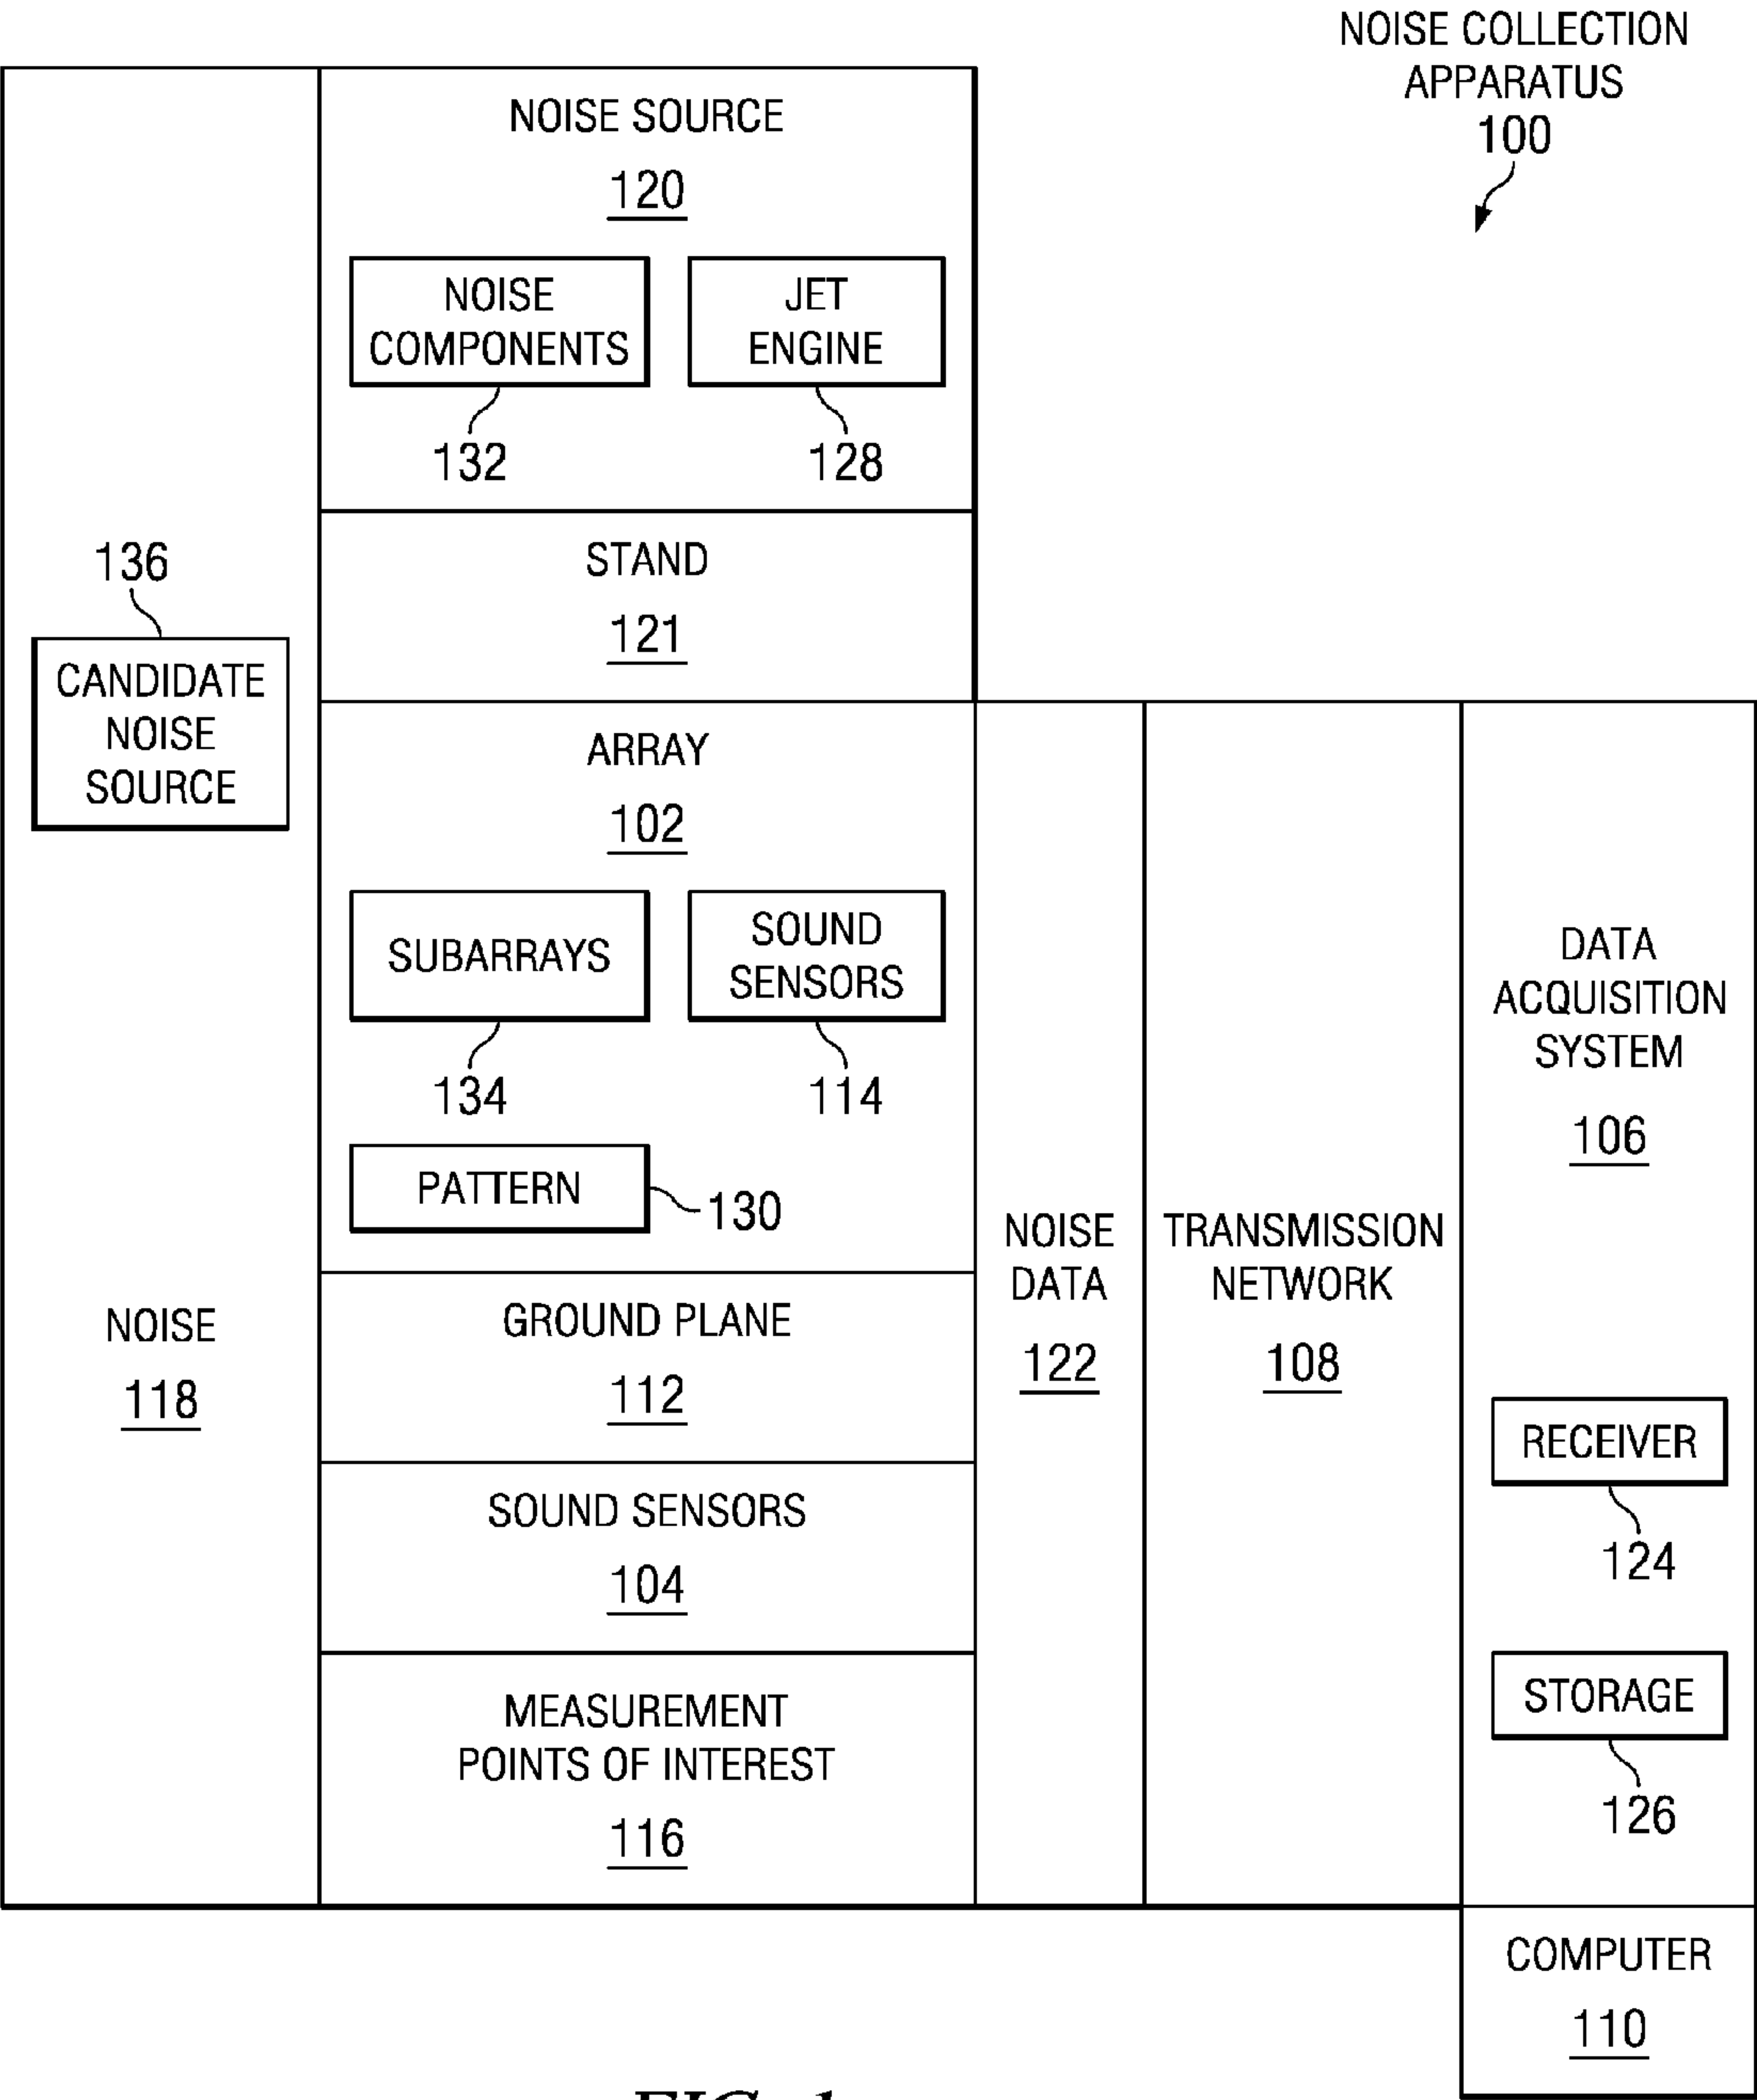 NOISE COLLECTION
APPARATUS
100
NOISE SOURCE
120
NOISE
COMPONENTS
132
JET
ENGINE
128
STAND
121
136
CANDIDATE
NOISE
SOURCE
ARRAY
102
SUBARRAYS
134
SOUND
SENSORS
114
PATTERN
130
NOISE
118
GROUND PLANE
112
SOUND SENSORS
104
MEASUREMENT
POINTS OF INTEREST
116
NOISE
DATA
122
TRANSMISSION
NETWORK
108
DATA
ACQUISITION
SYSTEM
106
RECEIVER
124
STORAGE
126
COMPUTER
110